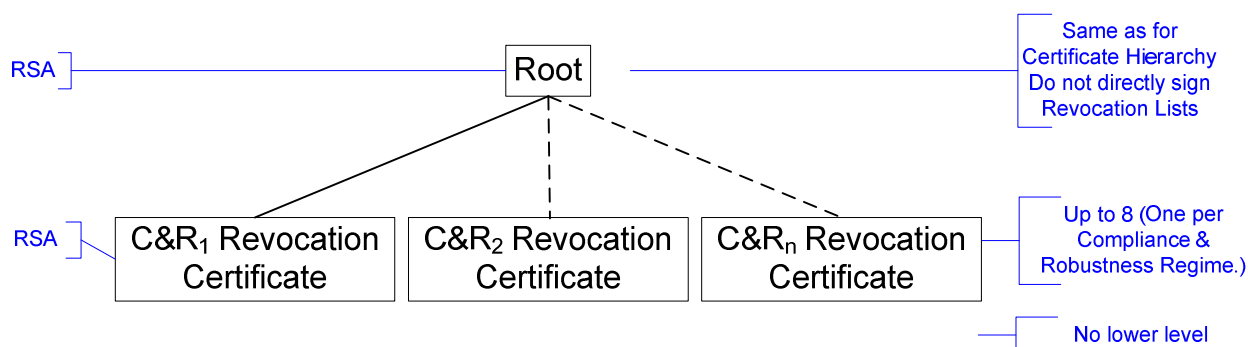 RSA
Root
Same as for
Certificate Hierarchy
Do not directly sign
Revocation Lists
RSA
C&R₁ Revocation
Certificate
C&R₂ Revocation
Certificate
C&Rₙ Revocation
Certificate
Up to 8 (One per
Compliance &
Robustness Regime.)
No lower level